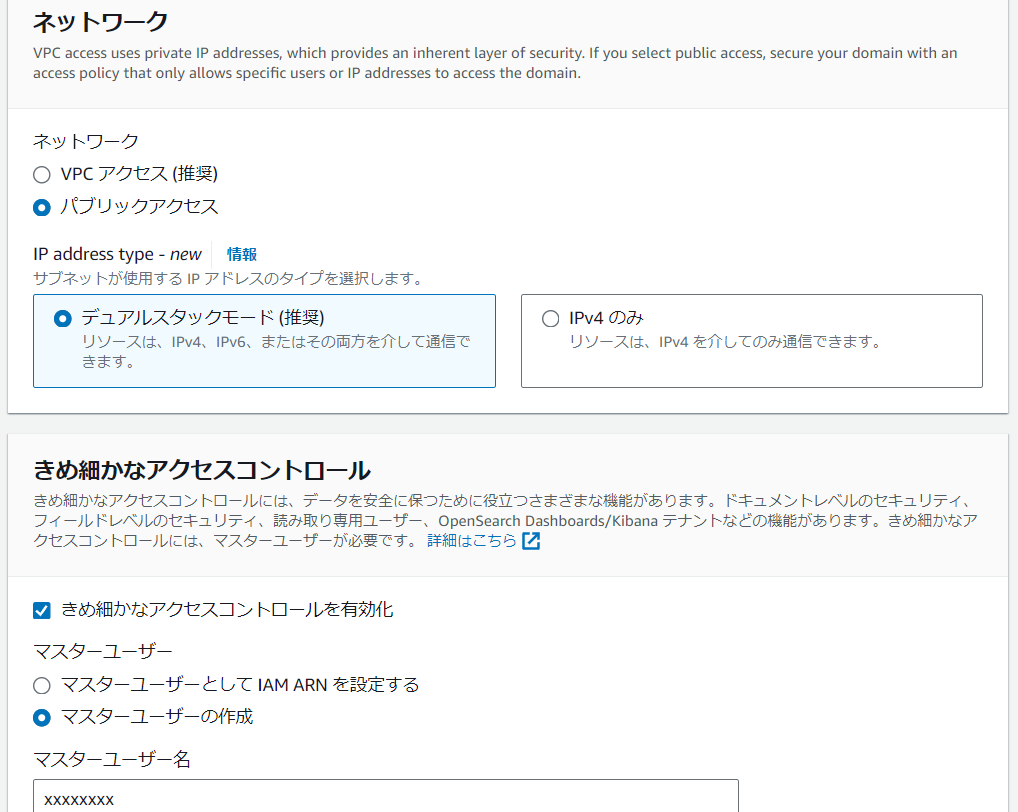 ネットワーク
VPC access uses private IP addresses, which provides an inherent layer of security. If you select public access, secure your domain with an
access policy that only allows specific users or IP addresses to access the domain.
ネットワーク
VPC アクセス (推奨)
パブリックアクセス
IP address type - new 情報
サブネットが使用する IP アドレスのタイプを選択します。
デュアルスタックモード (推奨)
リソースは、IPv4、IPv6、またはその両方を介して通信で
きます。
IPv4 のみ
リソースは、IPv4 を介してのみ通信できます。
きめ細かなアクセスコントロール
きめ細かなアクセスコントロールには、データを安全に保つために役立つさまざまな機能があります。ドキュメントレベルのセキュリティ、
フィールドレベルのセキュリティ、読み取り専用ユーザー、OpenSearch Dashboards/Kibana テナントなどの機能があります。きめ細かなア
クセスコントロールには、マスターユーザーが必要です。 詳細はこちら
きめ細かなアクセスコントロールを有効化
マスターユーザー
マスターユーザーとして IAM ARN を設定する
マスターユーザーの作成
マスターユーザー名
xxxxxxxx